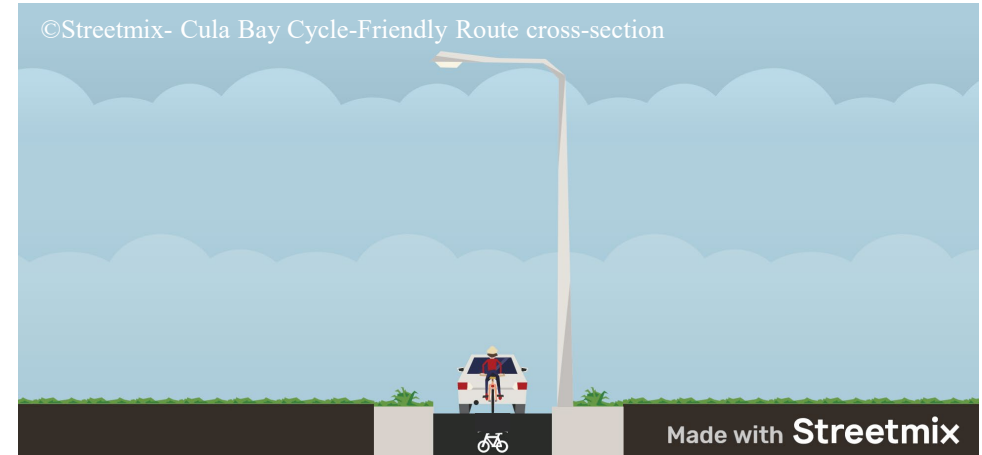 ©Streetmix- Cula Bay Cycle-Friendly Route cross-section
Made with Streetmix